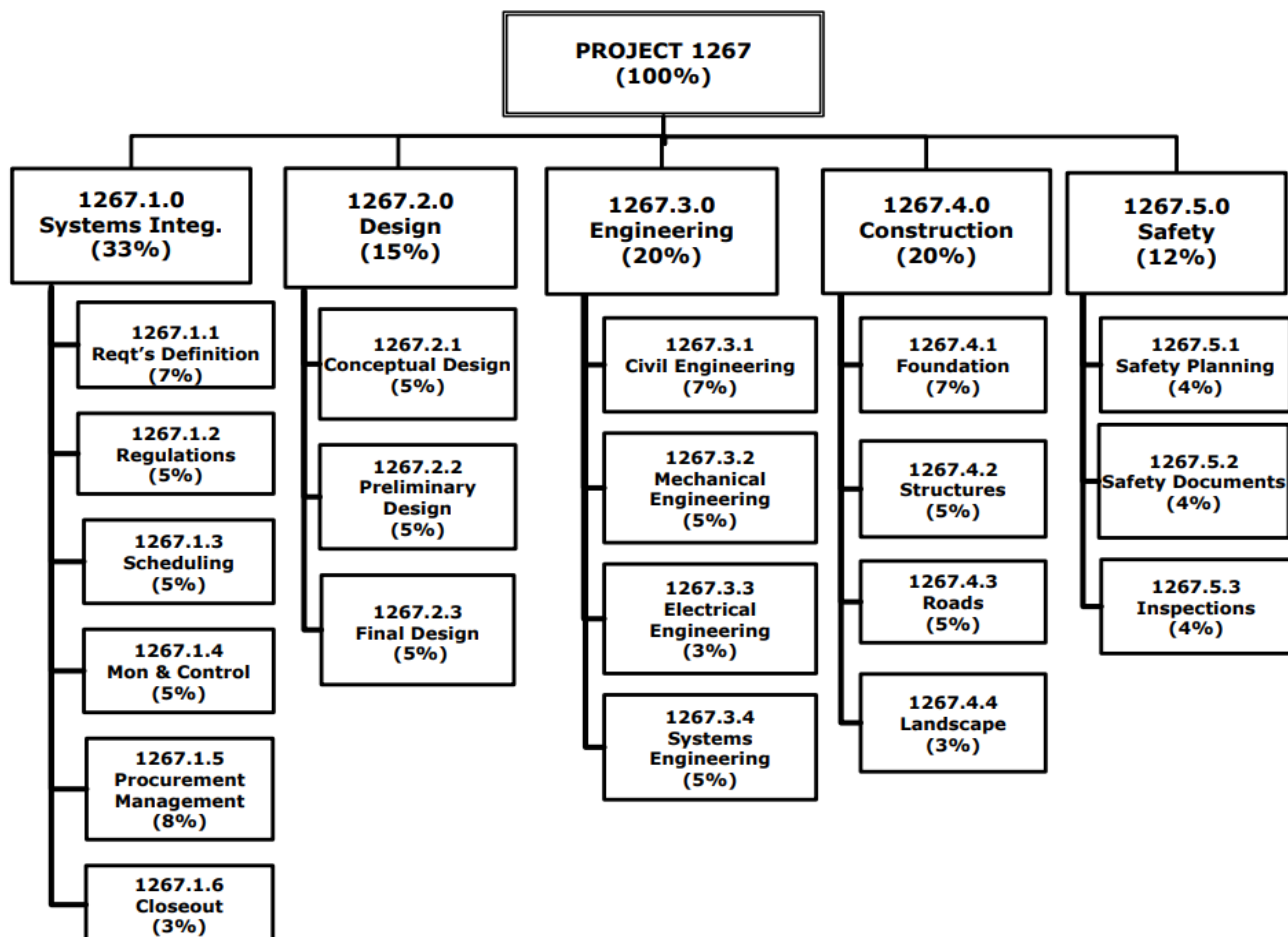 PROJECT 1267
(100%)
1267.1.0
Systems Integ.
(33%)
1267.2.0
Design
(15%)
1267.3.0
Engineering
(20%)
1267.4.0
Construction
(20%)
1267.5.0
Safety
(12%)
1267.1.1
Reqt’s Definition
(7%)
1267.1.2
Regulations
(5%)
1267.1.3
Scheduling
(5%)
1267.1.4
Mon & Control
(5%)
1267.1.5
Procurement
Management
(8%)
1267.1.6
Closeout
(3%)
1267.2.1
Conceptual Design
(5%)
1267.2.2
Preliminary
Design
(5%)
1267.2.3
Final Design
(5%)
1267.3.1
Civil Engineering
(7%)
1267.3.2
Mechanical
Engineering
(5%)
1267.3.3
Electrical
Engineering
(3%)
1267.3.4
Systems
Engineering
(5%)
1267.4.1
Foundation
(7%)
1267.4.2
Structures
(5%)
1267.4.3
Roads
(5%)
1267.4.4
Landscape
(3%)
1267.5.1
Safety Planning
(4%)
1267.5.2
Safety Documents
(4%)
1267.5.3
Inspections
(4%)